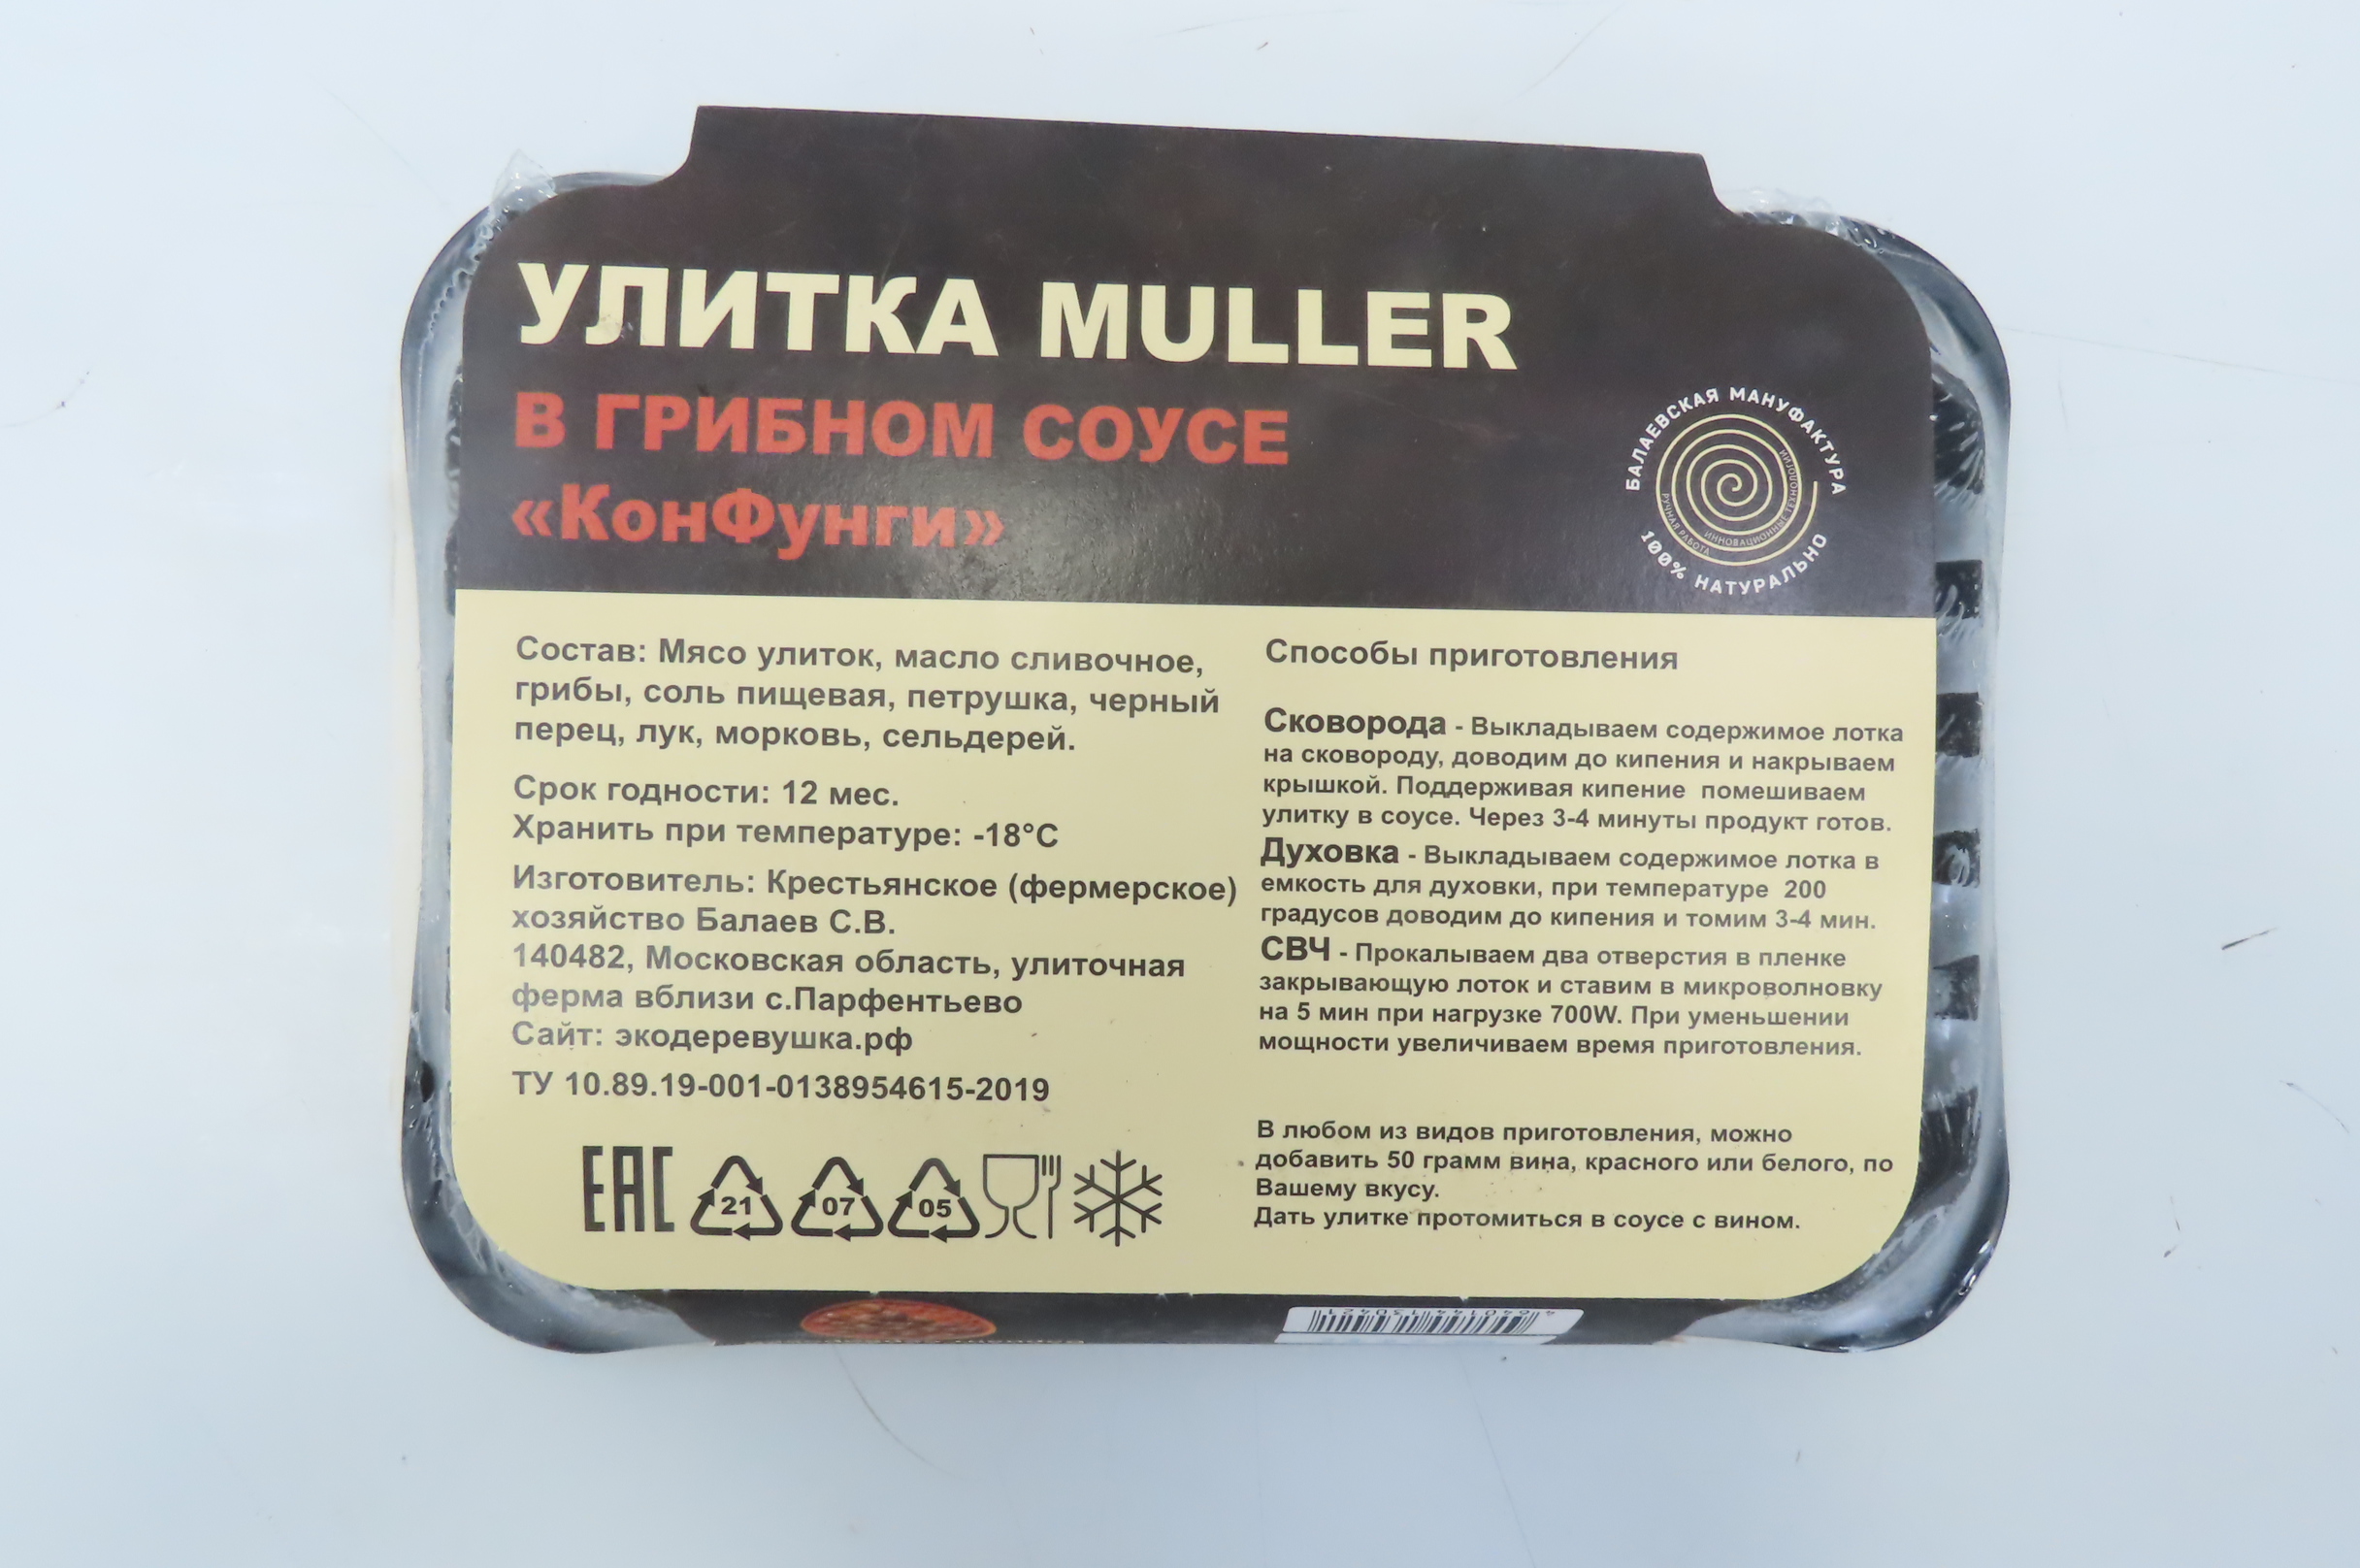 УЛИТКА MULLER
В ГРИБНОМ СОУСЕ
«КонФунги»
БАЛАЕВСКАЯ МАНУФАКТУРА
РУЧНАЯ РАБОТА ИННОВАЦИОННЫЕ ТЕХНОЛОГИИ
100% НАТУРАЛЬНО
Состав: Мясо улиток, масло сливочное,
грибы, соль пищевая, петрушка, черный
перец, лук, морковь, сельдерей.
Срок годности: 12 мес.
Хранить при температуре: -18°C
Изготовитель: Крестьянское (фермерское)
хозяйство Балаев С.В.
140482, Московская область, улиточная
ферма вблизи с.Парфентьево
Сайт: экодеревушка.рф
ТУ 10.89.19-001-0138954615-2019
EAC 21 07 05
Способы приготовления
Сковорода - Выкладываем содержимое лотка
на сковороду, доводим до кипения и накрываем
крышкой. Поддерживая кипение помешиваем
улитку в соусе. Через 3-4 минуты продукт готов.
Духовка - Выкладываем содержимое лотка в
емкость для духовки, при температуре 200
градусов доводим до кипения и томим 3-4 мин.
СВЧ - Прокалываем два отверстия в пленке
закрывающую лоток и ставим в микроволновку
на 5 мин при нагрузке 700W. При уменьшении
мощности увеличиваем время приготовления.
В любом из видов приготовления, можно
добавить 50 грамм вина, красного или белого, по
Вашему вкусу.
Дать улитке протомиться в соусе с вином.